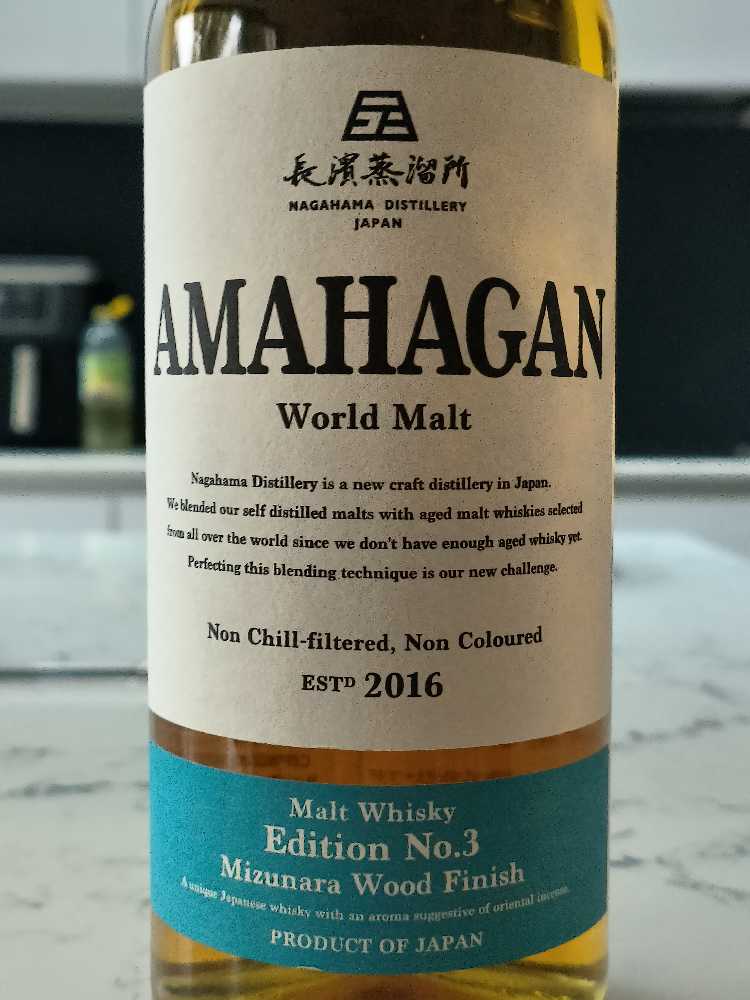 長濱蒸溜所
NAGAHAMA DISTILLERY
JAPAN
AMAHAGAN
World Malt
Nagahama Distillery is a new craft distillery in Japan.
We blended our self distilled malts with aged malt whiskies selected
from all over the world since we don't have enough aged whisky yet.
Perfecting this blending technique is our new challenge.
Non Chill-filtered, Non Coloured
ESTD 2016
Malt Whisky
Edition No.3
Mizunara Wood Finish
A unique Japanese whisky with an aroma suggestive of oriental incense.
PRODUCT OF JAPAN